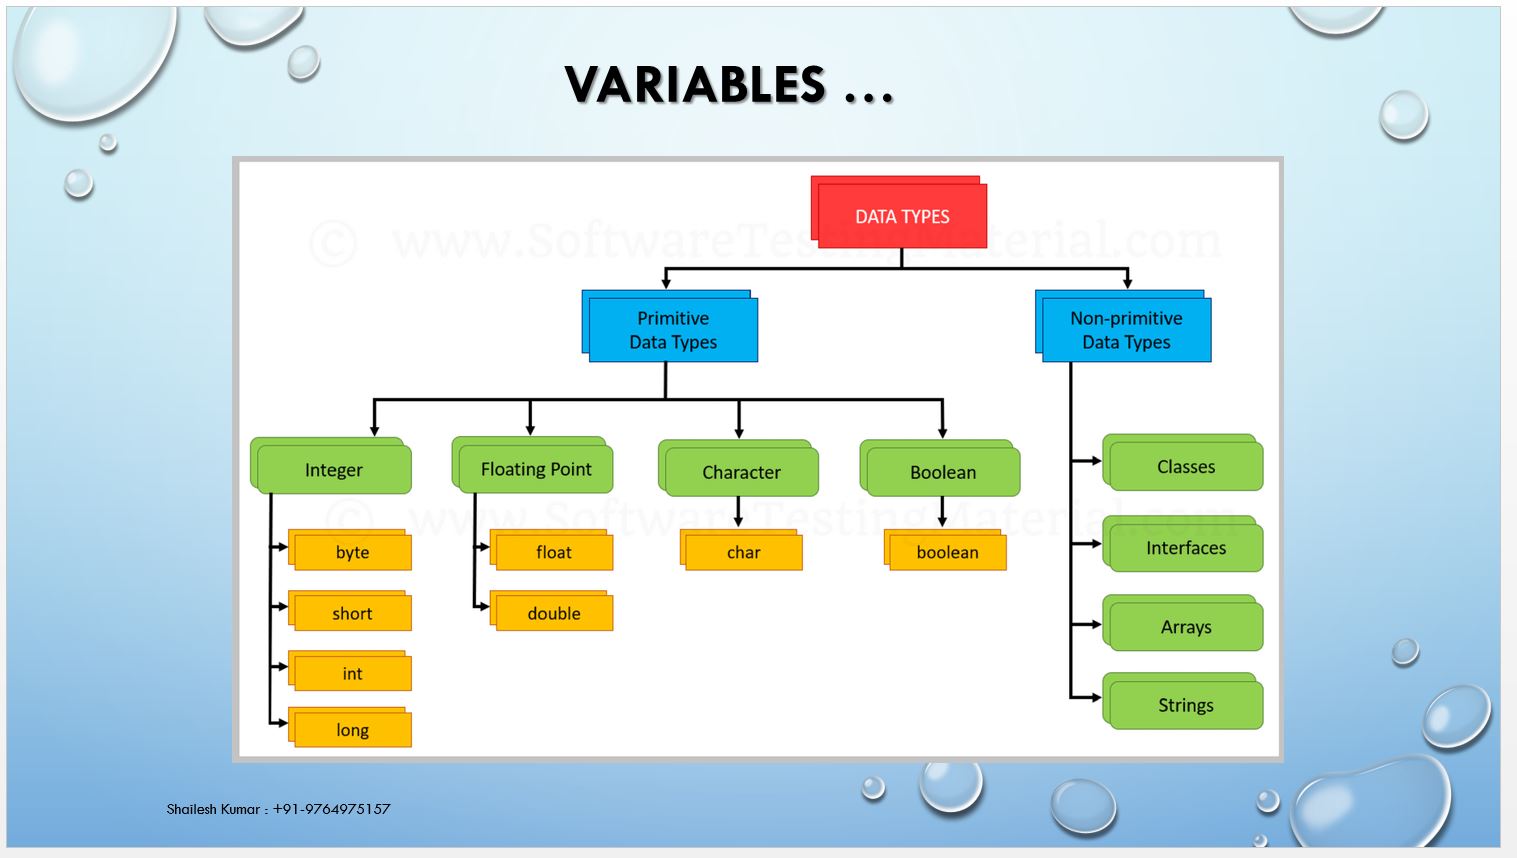 VARIABLES ...
DATA TYPES
© www.SoftwareTestingMaterial.com
Primitive
Data Types
Non-primitive
Data Types
Integer
Floating Point
Character
Boolean
Classes
© www.SoftwareTestingMaterial.com
byte
float
char
boolean
Interfaces
short
double
Arrays
int
Strings
long
Shailesh Kumar : +91-9764975157